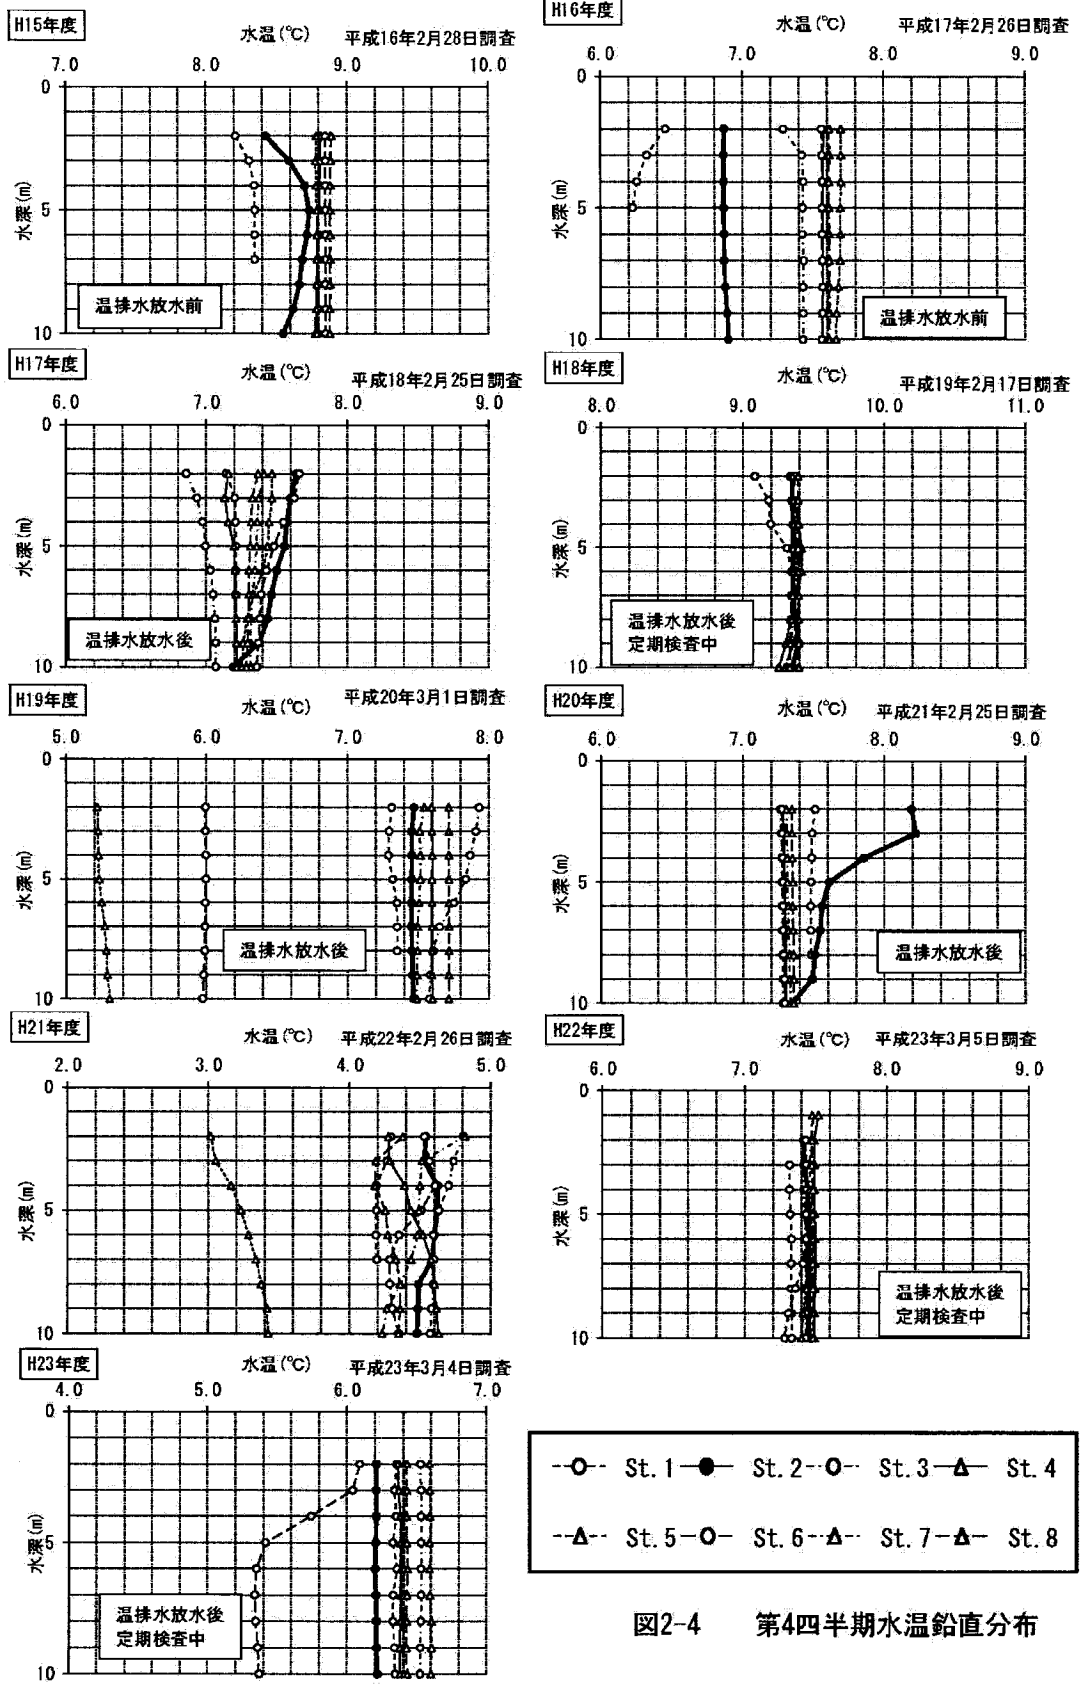 H15年度
水温(℃)
平成16年2月28日調査
7.0 8.0 9.0 10.0
0
5
10
水深(m)
温排水放水前
H16年度
水温(℃)
平成17年2月26日調査
6.0 7.0 8.0 9.0
0
5
10
水深(m)
温排水放水前
H17年度
水温(℃)
平成18年2月25日調査
6.0 7.0 8.0 9.0
0
5
10
水深(m)
温排水放水後
H18年度
水温(℃)
平成19年2月17日調査
8.0 9.0 10.0 11.0
0
5
10
水深(m)
温排水放水後
定期検査中
H19年度
水温(℃)
平成20年3月1日調査
5.0 6.0 7.0 8.0
0
5
10
水深(m)
温排水放水後
H20年度
水温(℃)
平成21年2月25日調査
6.0 7.0 8.0 9.0
0
5
10
水深(m)
温排水放水後
H21年度
水温(℃)
平成22年2月26日調査
2.0 3.0 4.0 5.0
0
5
10
水深(m)
H22年度
水温(℃)
平成23年3月5日調査
6.0 7.0 8.0 9.0
0
5
10
水深(m)
温排水放水後
定期検査中
H23年度
水温(℃)
平成23年3月4日調査
4.0 5.0 6.0 7.0
0
5
10
水深(m)
温排水放水後
定期検査中
St.1 St.2 St.3 St.4
St.5 St.6 St.7 St.8
図2-4 第4四半期水温鉛直分布